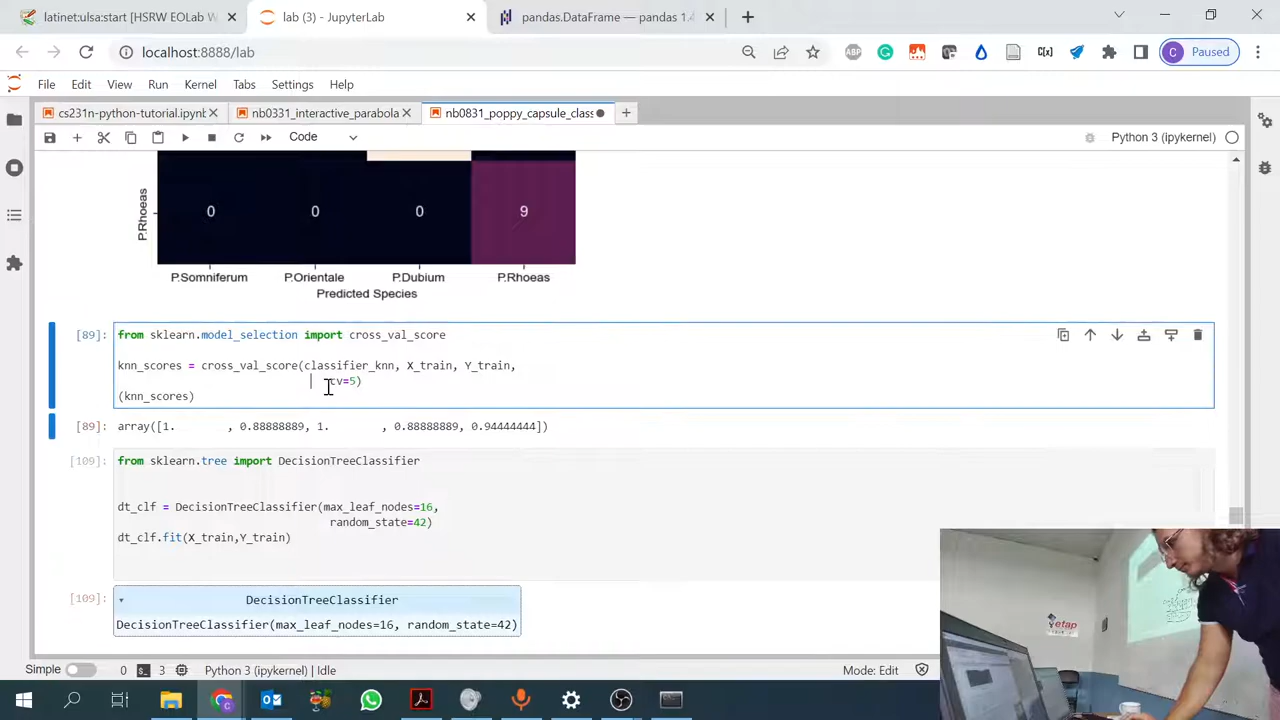 latinet:ulsa:start [HSRW EOLab W
lab (3) - JupyterLab
pandas.DataFrame — pandas 1.4
localhost:8888/lab
ABP
C[x]
C
Paused
File Edit View Run Kernel Tabs Settings Help
cs231n-python-tutorial.ipynb
nb0331_interactive_parabola
nb0831_poppy_capsule_class
Code
Python 3 (ipykernel)
P.Rhoeas
0 0 0 9
P.Somniferum P.Orientale P.Dubium P.Rhoeas
Predicted Species
[89]:
from sklearn.model_selection import cross_val_score
knn_scores = cross_val_score(classifier_knn, X_train, Y_train,
cv=5)
(knn_scores)
[89]:
array([1. , 0.88888889, 1. , 0.88888889, 0.94444444])
[109]:
from sklearn.tree import DecisionTreeClassifier
dt_clf = DecisionTreeClassifier(max_leaf_nodes=16,
random_state=42)
dt_clf.fit(X_train,Y_train)
[109]:
DecisionTreeClassifier
DecisionTreeClassifier(max_leaf_nodes=16, random_state=42)
Simple 0 3 Python 3 (ipykernel) | Idle
Mode: Edit
etap